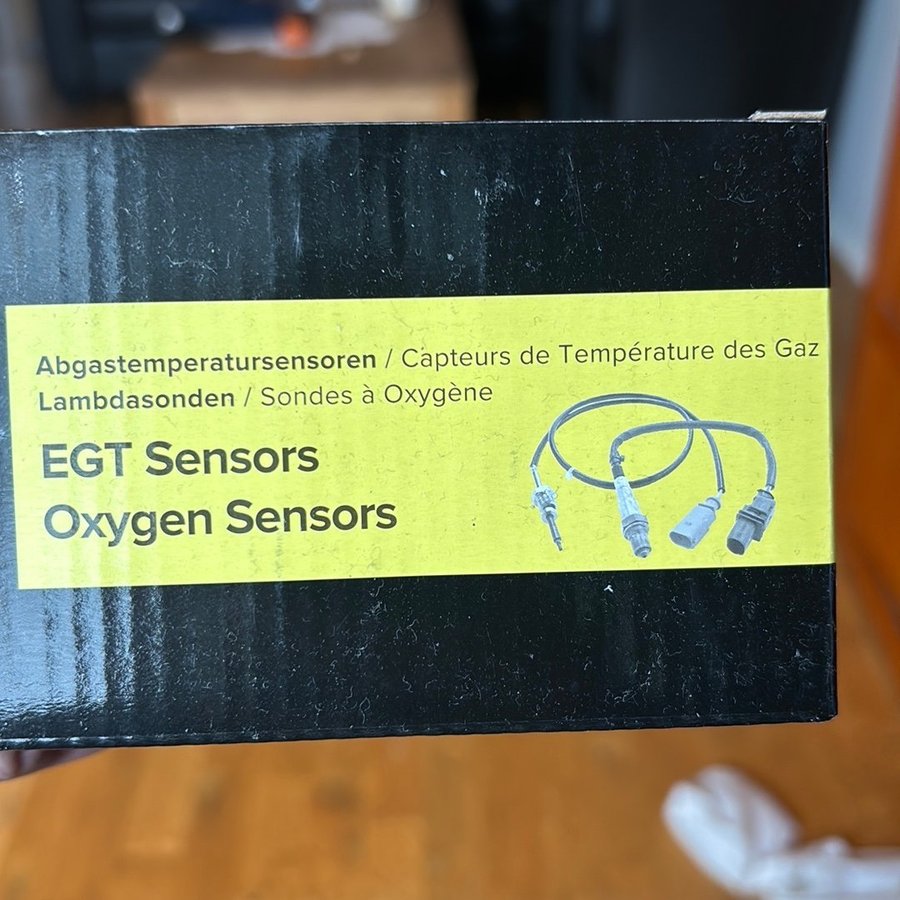 Abgastemperatursensoren / Capteurs de Température des Gaz
Lambdasonden / Sondes à Oxygène
EGT Sensors
Oxygen Sensors